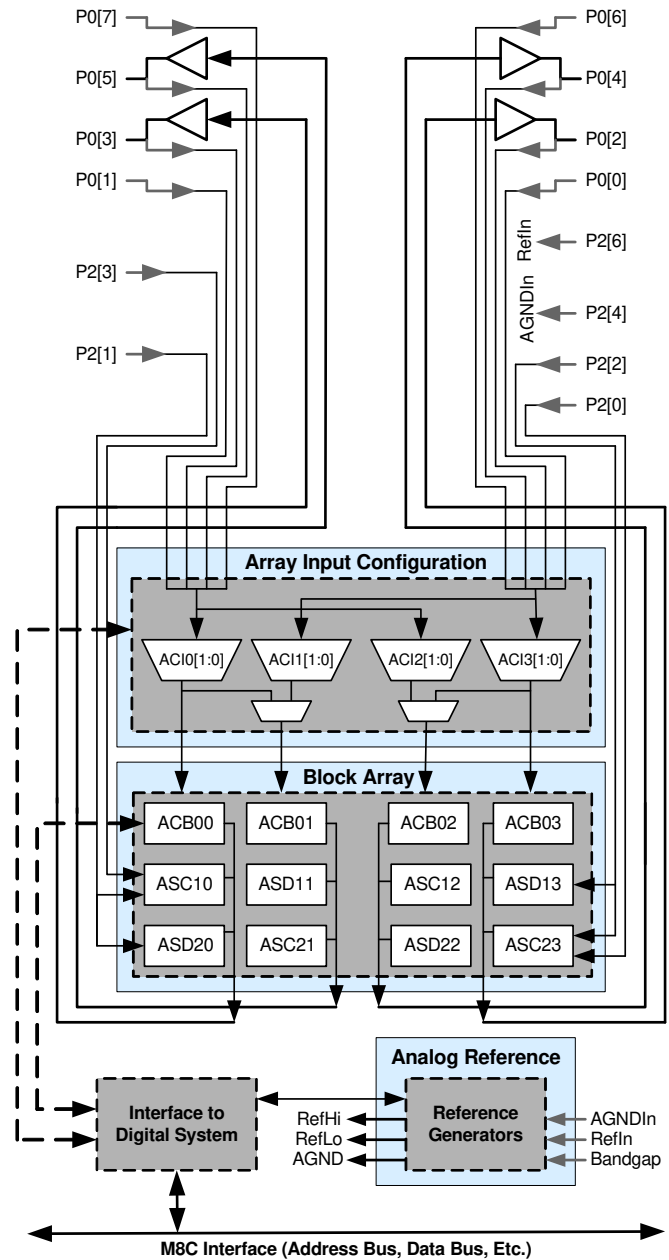 P0[7]
P0[6]
P0[5]
P0[4]
P0[3]
P0[2]
P0[1]
P0[0]
RefIn
P2[6]
P2[3]
AGNDIn
P2[4]
P2[1]
P2[2]
P2[0]
Array Input Configuration
ACI0[1:0]
ACI1[1:0]
ACI2[1:0]
ACI3[1:0]
Block Array
ACB00
ACB01
ACB02
ACB03
ASC10
ASD11
ASC12
ASD13
ASD20
ASC21
ASD22
ASC23
Analog Reference
Interface to
Digital System
RefHi
RefLo
AGND
Reference
Generators
AGNDIn
RefIn
Bandgap
M8C Interface (Address Bus, Data Bus, Etc.)